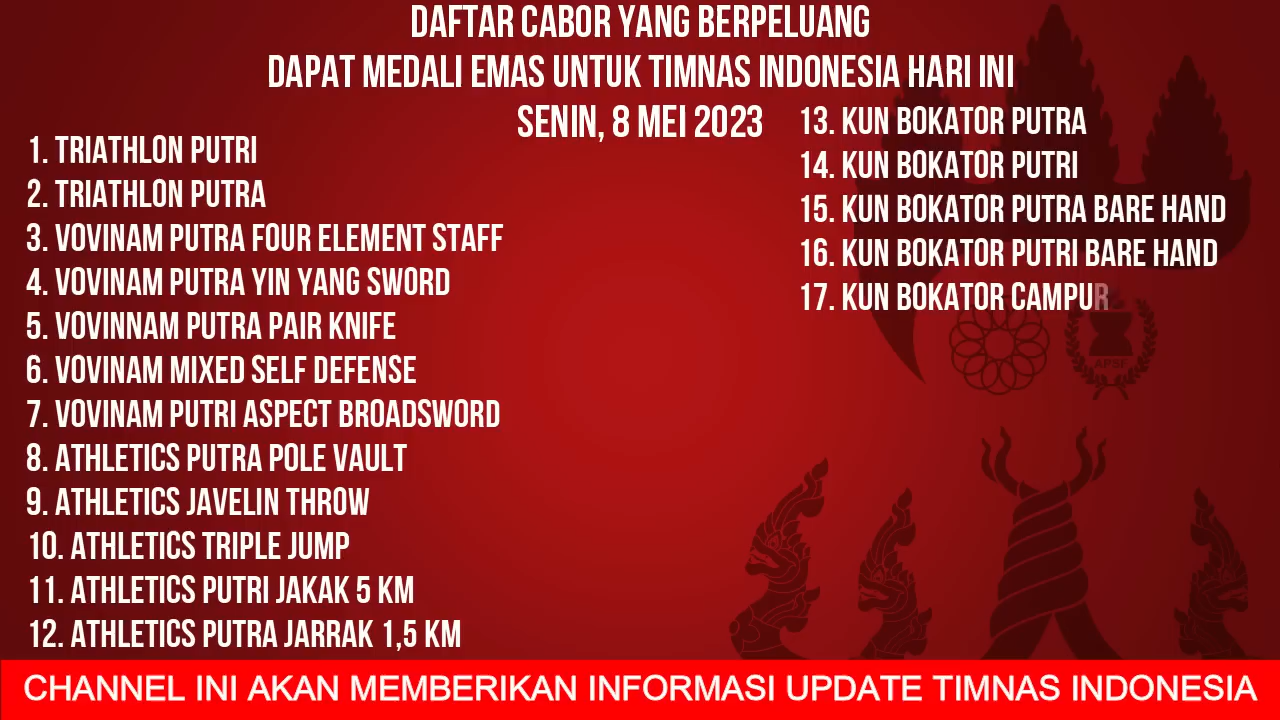 DAFTAR CABOR YANG BERPELUANG
DAPAT MEDALI EMAS UNTUK TIMNAS INDONESIA HARI INI
SENIN, 8 MEI 2023
1. TRIATHLON PUTRI
2. TRIATHLON PUTRA
3. VOVINAM PUTRA FOUR ELEMENT STAFF
4. VOVINAM PUTRA YIN YANG SWORD
5. VOVINNAM PUTRA PAIR KNIFE
6. VOVINAM MIXED SELF DEFENSE
7. VOVINAM PUTRI ASPECT BROADSWORD
8. ATHLETICS PUTRA POLE VAULT
9. ATHLETICS JAVELIN THROW
10. ATHLETICS TRIPLE JUMP
11. ATHLETICS PUTRI JAKAK 5 KM
12. ATHLETICS PUTRA JARRAK 1,5 KM
13. KUN BOKATOR PUTRA
14. KUN BOKATOR PUTRI
15. KUN BOKATOR PUTRA BARE HAND
16. KUN BOKATOR PUTRI BARE HAND
17. KUN BOKATOR CAMPUR
APSF
CHANNEL INI AKAN MEMBERIKAN INFORMASI UPDATE TIMNAS INDONESIA